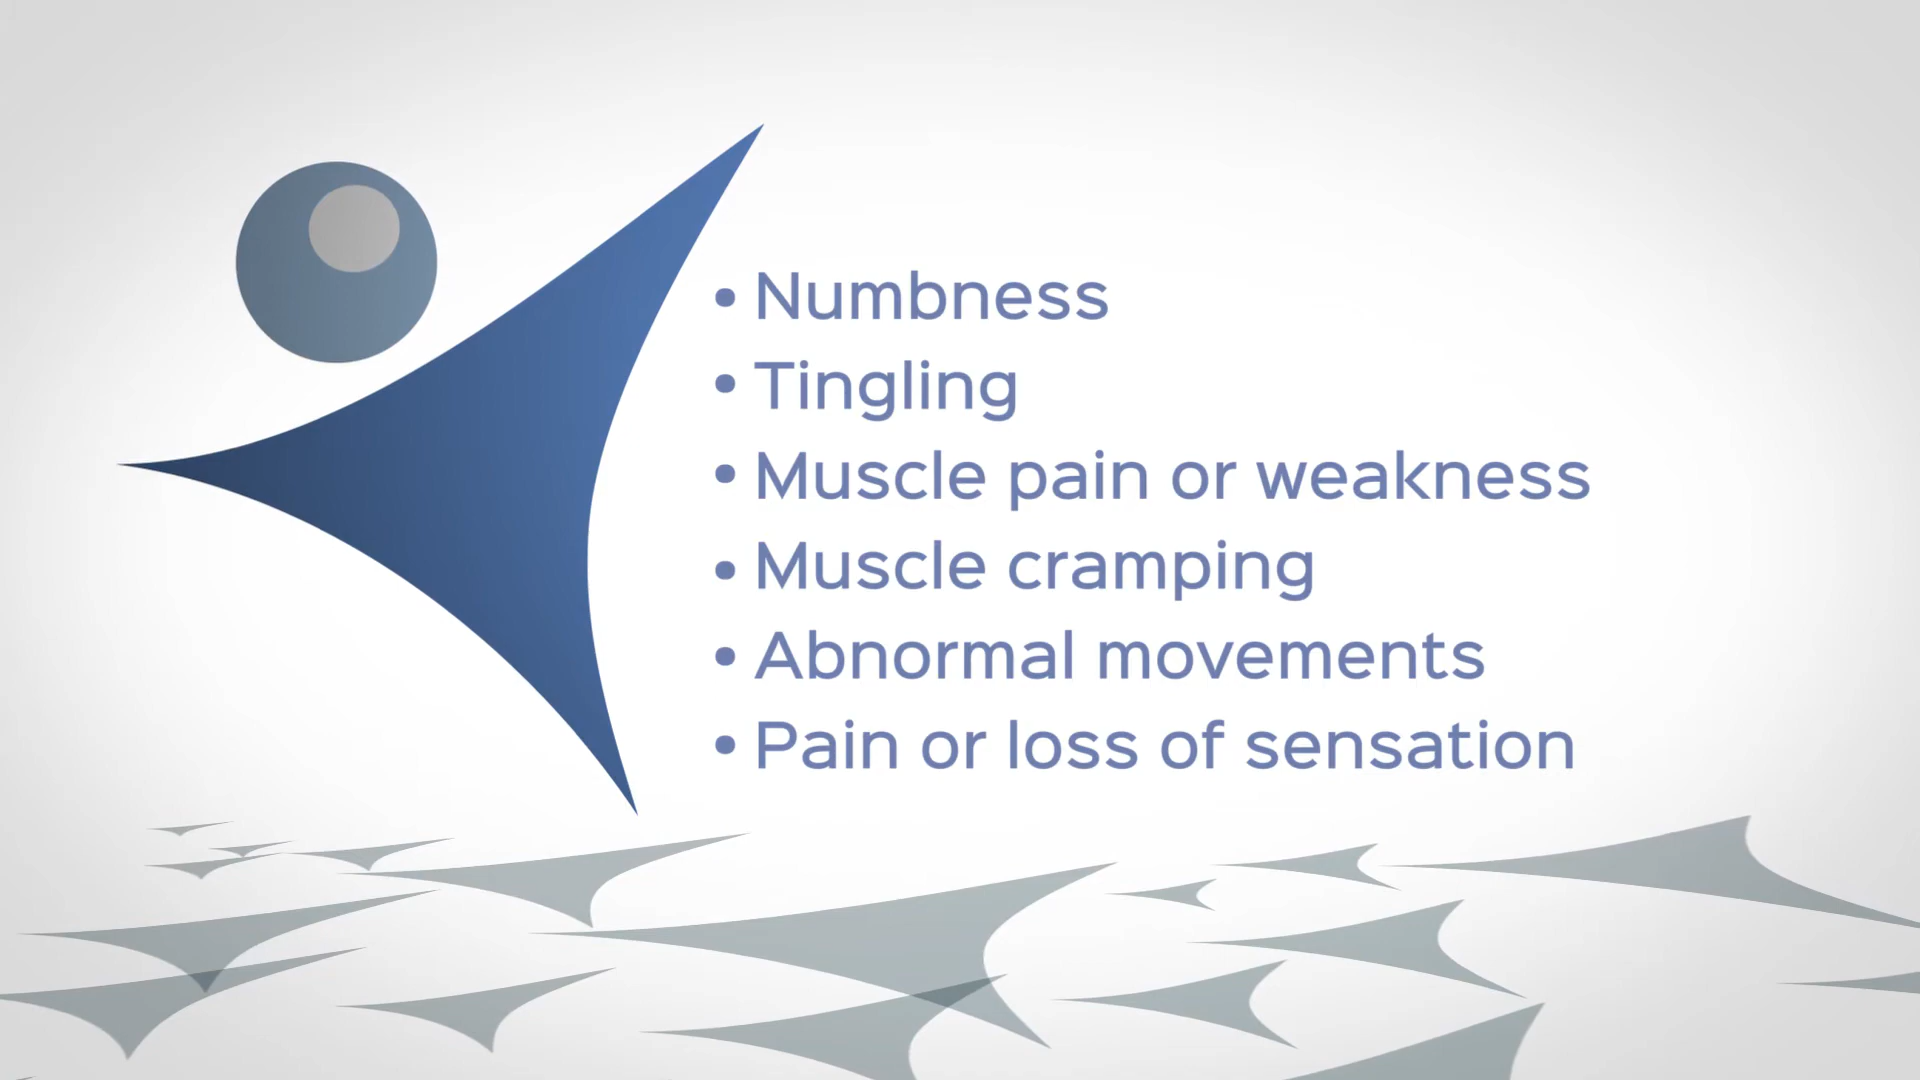 • Numbness
• Tingling
• Muscle pain or weakness
• Muscle cramping
• Abnormal movements
• Pain or loss of sensation